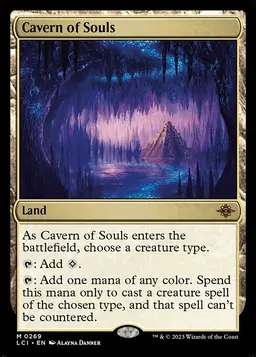 Cavern of Souls
Land
As Cavern of Souls enters the
battlefield, choose a creature type.
: Add .
: Add one mana of any color. Spend
this mana only to cast a creature spell
of the chosen type, and that spell can't
be countered.
M 0269
LCI • EN ALAYNA DANNER
™ & © 2023 Wizards of the Coast